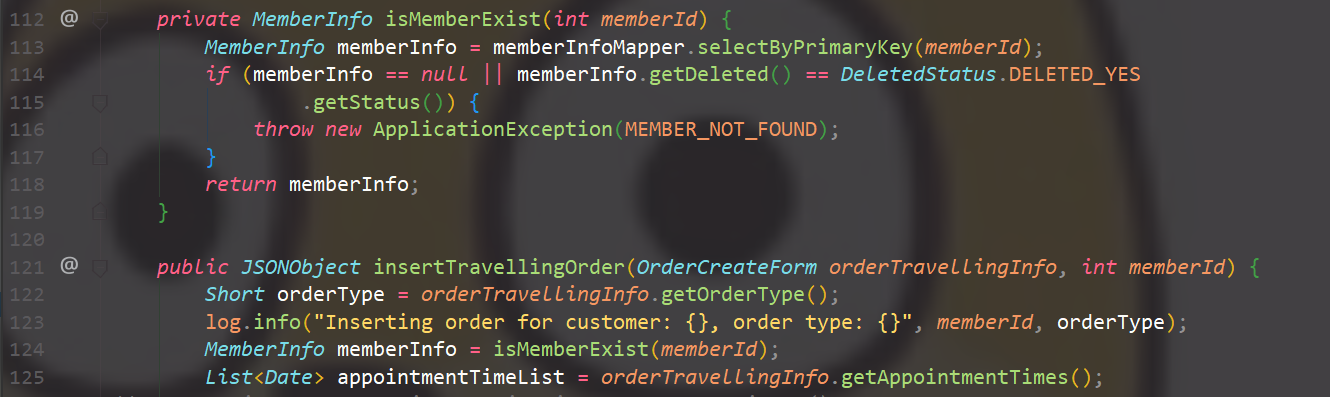 112 @ private MemberInfo isMemberExist(int memberId) {
113 MemberInfo memberInfo = memberInfoMapper.selectByPrimaryKey(memberId);
114 if (memberInfo == null || memberInfo.getDeleted() == DeletedStatus.DELETED_YES
115 .getStatus()) {
116 throw new ApplicationException(MEMBER_NOT_FOUND);
117 }
118 return memberInfo;
119 }
120
121 @ public JSONObject insertTravellingOrder(OrderCreateForm orderTravellingInfo, int memberId) {
122 Short orderType = orderTravellingInfo.getOrderType();
123 log.info("Inserting order for customer: {}, order type: {}", memberId, orderType);
124 MemberInfo memberInfo = isMemberExist(memberId);
125 List<Date> appointmentTimeList = orderTravellingInfo.getAppointmentTimes();